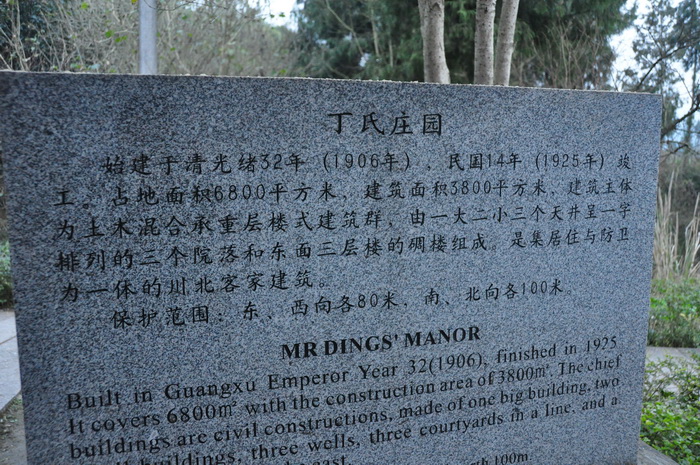 丁氏庄园
始建于清光绪32年（1906年）、民国14年（1925年）竣
工。占地面积6800平方米，建筑面积3800平方米，建筑主体
为土木混合承重层楼式建筑群，由一大二小三个天井呈一字
排列的三个院落和东面三层楼的碉楼组成。是集居住与防卫
为一体的川北客家建筑。
保护范围：东、西向各80米，南、北向各100米。
MR DINGS' MANOR
Built in Guangxu Emperor Year 32(1906), finished in 1925
It covers 6800m² with the construction area of 3800m². The chief
buildings are civil constructions, made of one big building, two
buildings, three wells, three courtyards in a line, and a
east.
100m.